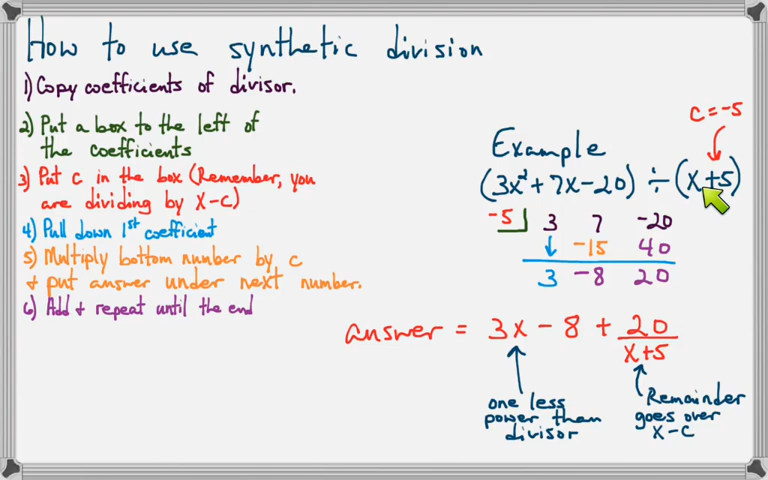 How to use synthetic division
1) Copy coefficients of divisor.
2) Put a box to the left of
the coefficients
3) Put c in the box (Remember, you
are dividing by x-c)
4) Pull down 1st coefficient
5) Multiply bottom number by c
+ put answer under next number.
6) Add + repeat until the end
c = -5
Example
(3x² + 7x - 20) ÷ (x + 5)
-5 3 7 -20
↓ -15 40
3 -8 20
answer = 3x - 8 + 20
x+5
one less
power than
divisor
Remainder
goes over
x-c